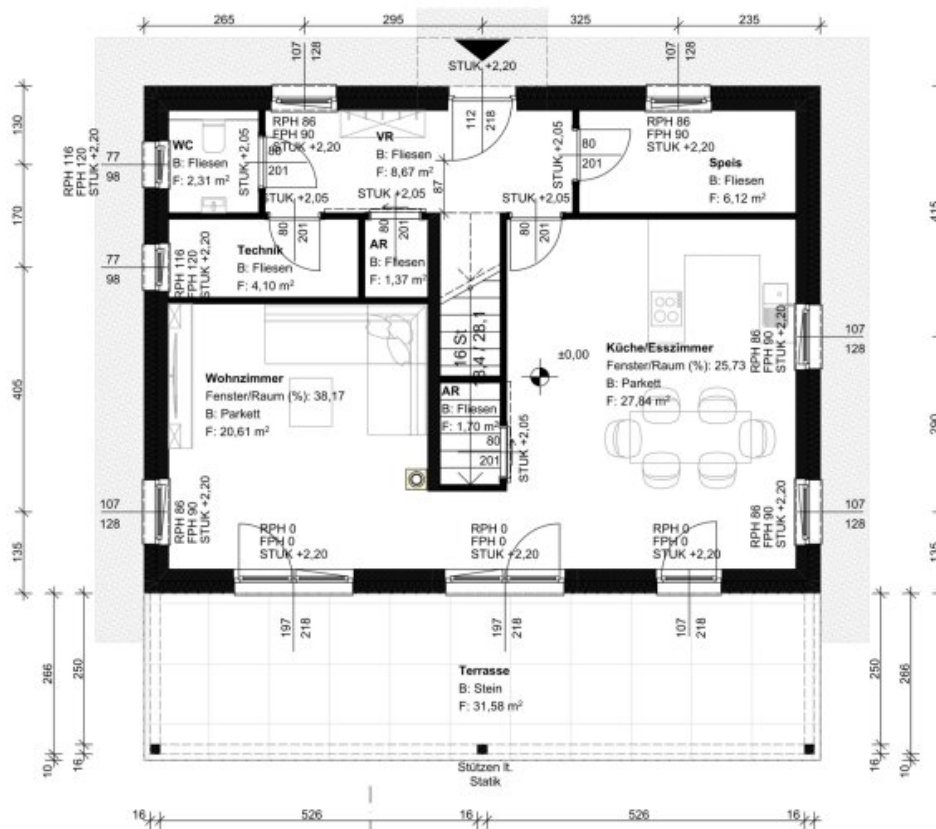 265
295
325
235
107
128
107
128
STUK +2,20
130
170
405
135
77
98
RPH 116
FPH 120
STUK +2,20
WC
B: Fliesen
F: 2,31 m²
STUK +2,05
80
201
RPH 86
FPH 90
STUK +2,20
VR
B: Fliesen
F: 8,67 m²
112
218
87
STUK +2,05
80
201
RPH 86
FPH 90
STUK +2,20
Speis
B: Fliesen
F: 6,12 m²
415
290
135
STUK +2,05
STUK +2,05
STUK +2,05
77
98
RPH 116
FPH 120
STUK +2,20
80
201
Technik
B: Fliesen
F: 4,10 m²
80
201
AR
B: Fliesen
F: 1,37 m²
80
201
16 St
/ 28,1
±0,00
Küche/Esszimmer
Fenster/Raum (%): 25,73
B: Parkett
F: 27,84 m²
RPH 86
FPH 90
STUK +2,20
107
128
Wohnzimmer
Fenster/Raum (%): 38,17
B: Parkett
F: 20,61 m²
AR
B: Fliesen
F: 1,70 m²
80
201
STUK +2,05
107
128
RPH 86
FPH 90
STUK +2,20
RPH 86
FPH 90
STUK +2,20
107
128
RPH 0
FPH 0
STUK +2,20
RPH 0
FPH 0
STUK +2,20
RPH 0
FPH 0
STUK +2,20
197
218
197
218
107
218
266
250
10
16
250
266
16
10
Terrasse
B: Stein
F: 31,58 m²
Stützen lt.
Statik
16
526
526
16